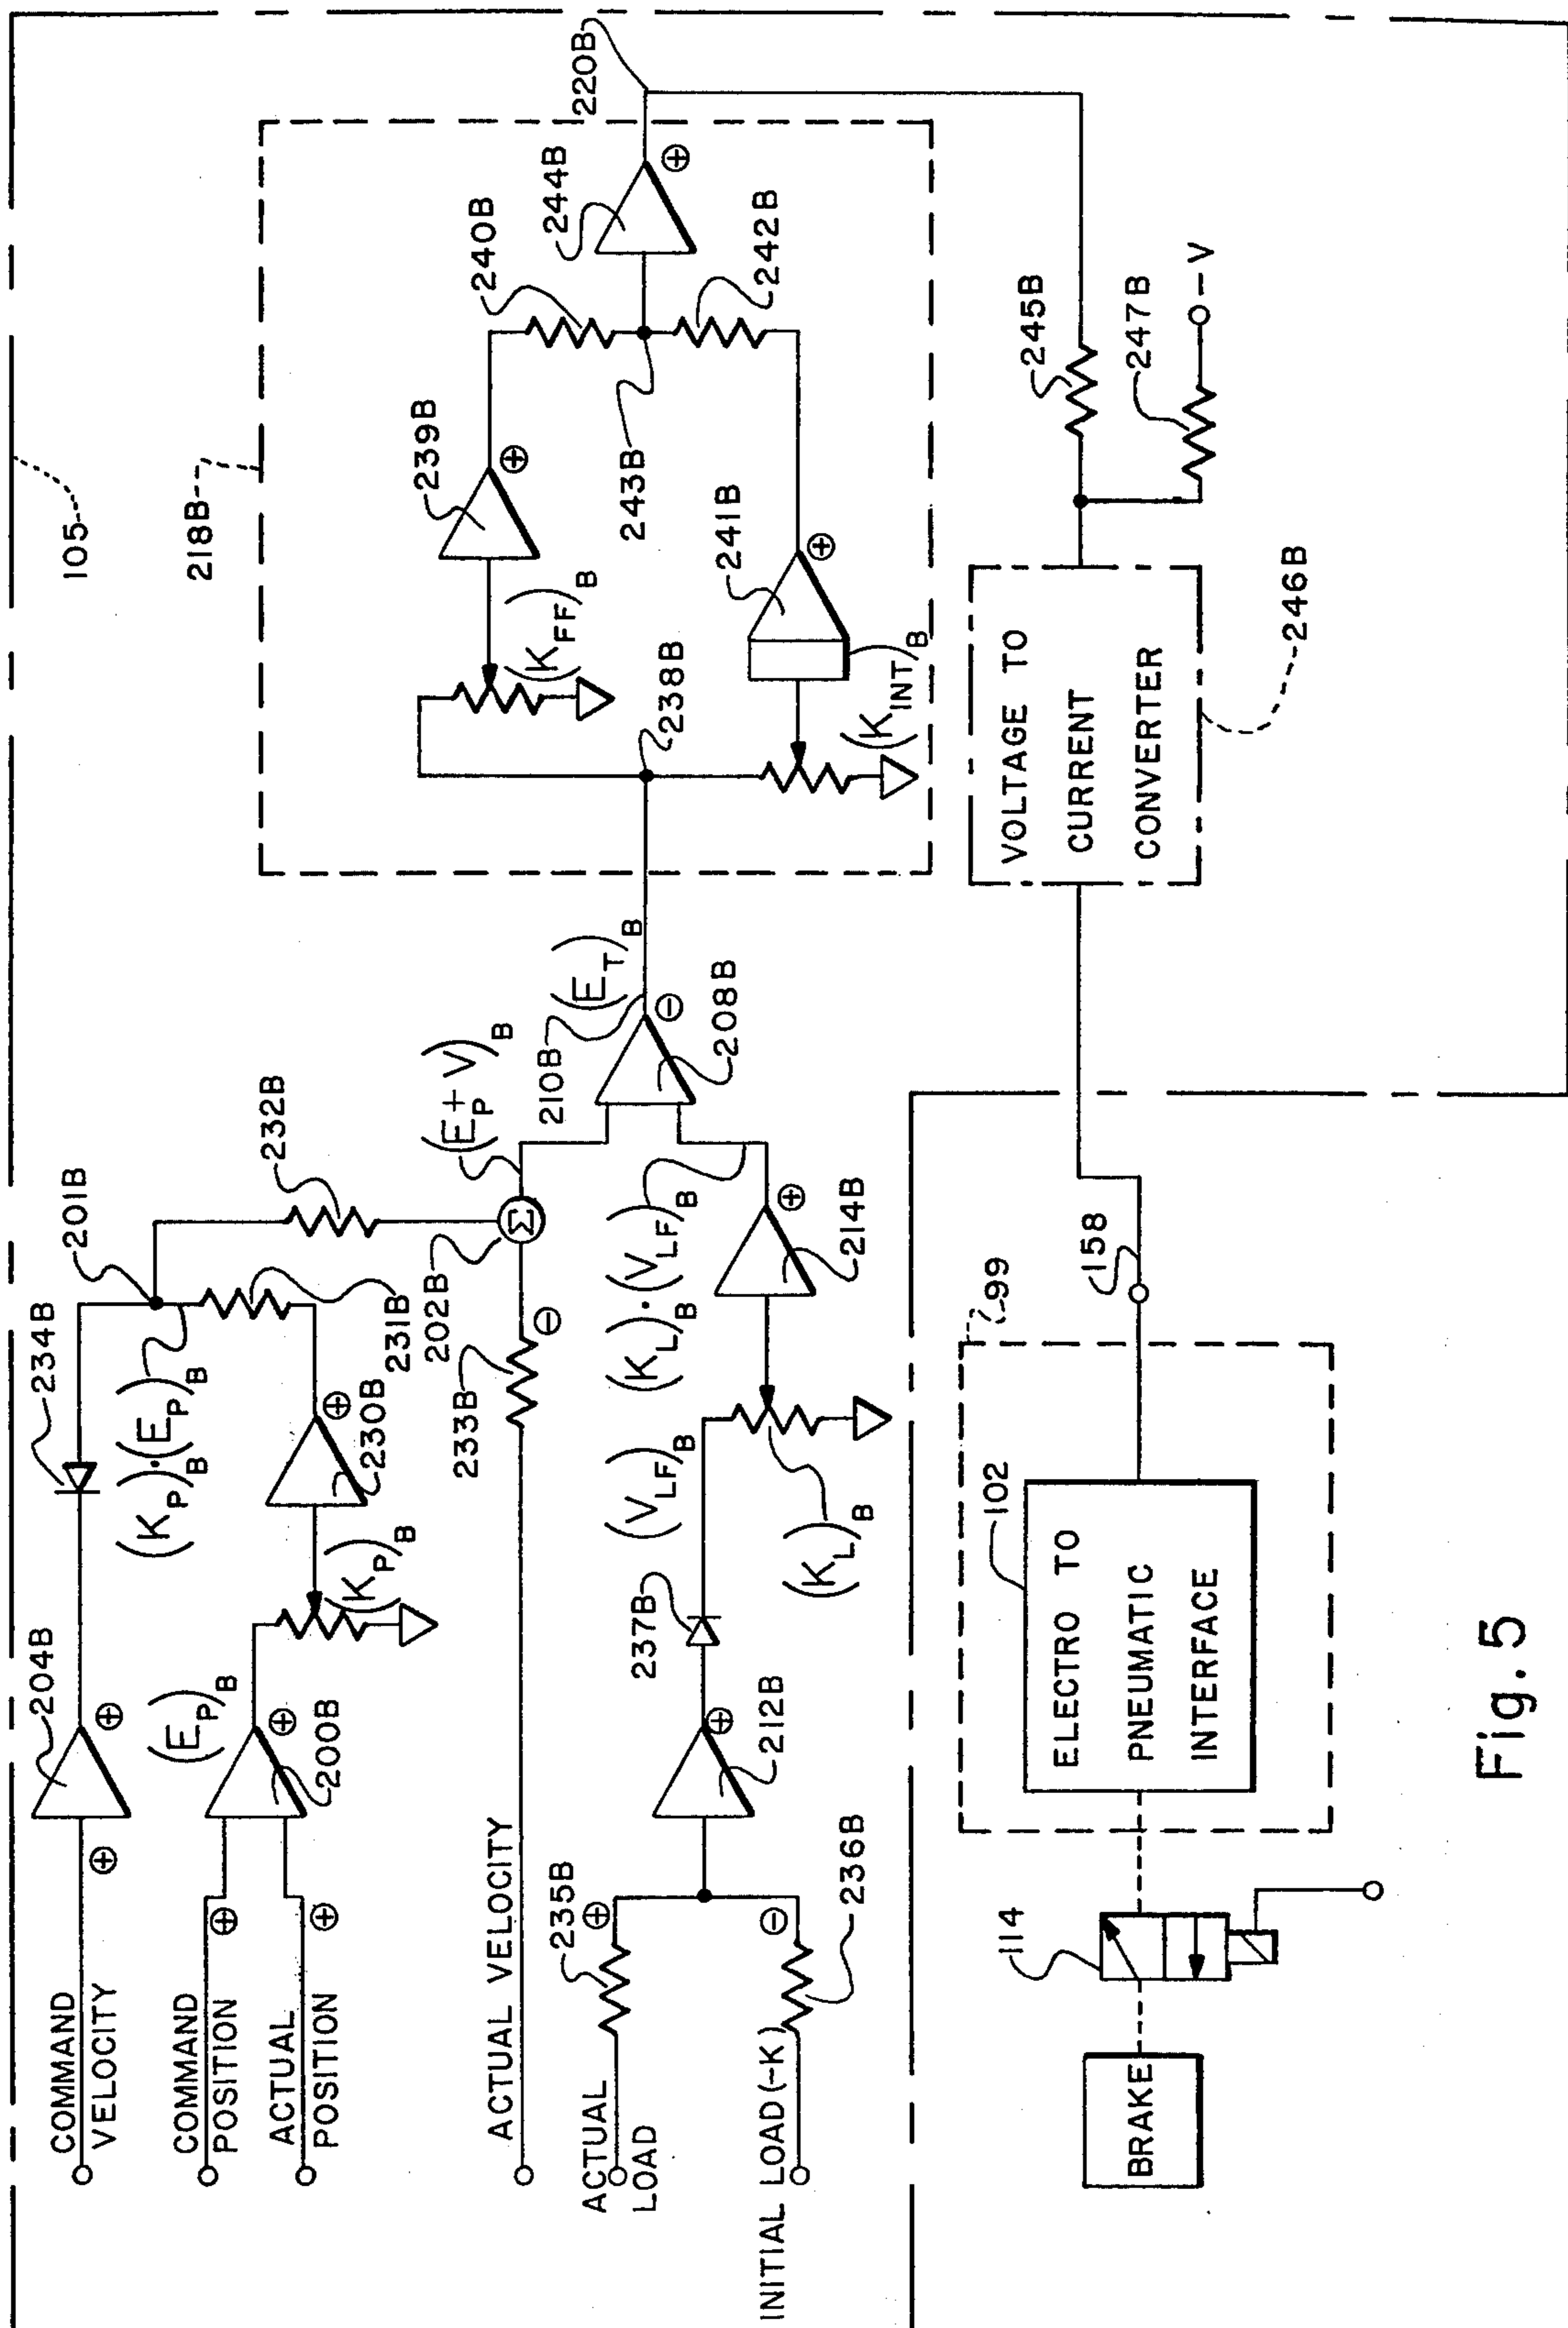 105
218B
COMMAND
VELOCITY
204B
234B
201B
232B
COMMAND
POSITION
ACTUAL
POSITION
(E_P)_B
200B
(K_P)_B
(K_P)_B·(E_P)_B
230B
231B
202B
Σ
(E_P+V)_B
ACTUAL VELOCITY
233B
210B
(E_T)_B
208B
ACTUAL
LOAD
235B
INITIAL LOAD(-K)
236B
212B
237B
(V_LF)_B
(K_L)_B
(K_L)_B·(V_LF)_B
214B
238B
(K_FF)_B
239B
240B
(K_INT)_B
241B
243B
242B
244B
220B
245B
247B
-V
VOLTAGE TO
CURRENT
CONVERTER
246B
158
99
102
ELECTRO TO
PNEUMATIC
INTERFACE
114
BRAKE
Fig. 5